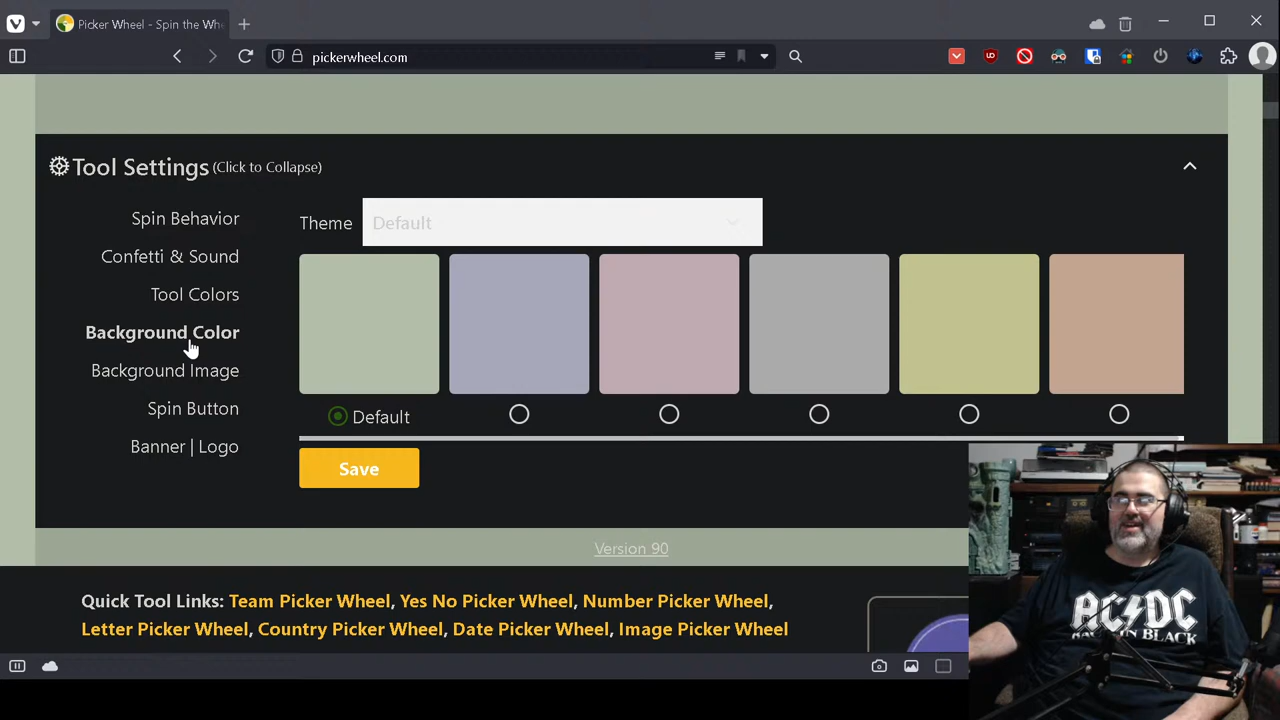 Picker Wheel - Spin the Whe
pickerwheel.com
Tool Settings (Click to Collapse)
Spin Behavior
Confetti & Sound
Tool Colors
Background Color
Background Image
Spin Button
Banner | Logo
Theme
Default
Default
Save
Version 90
Quick Tool Links: Team Picker Wheel, Yes No Picker Wheel, Number Picker Wheel,
Letter Picker Wheel, Country Picker Wheel, Date Picker Wheel, Image Picker Wheel
AC/DC
BACK IN BLACK